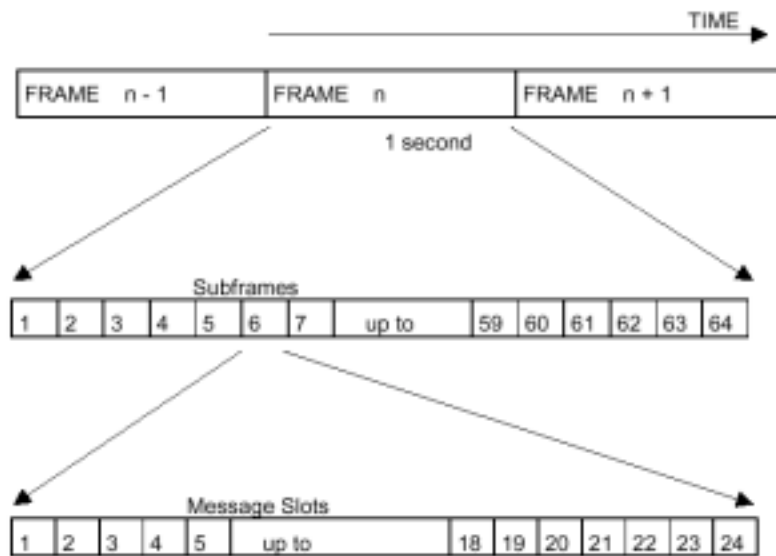 TIME
FRAME n - 1 FRAME n FRAME n + 1
1 second
Subframes
1 2 3 4 5 6 7 up to 59 60 61 62 63 64
Message Slots
1 2 3 4 5 up to 18 19 20 21 22 23 24